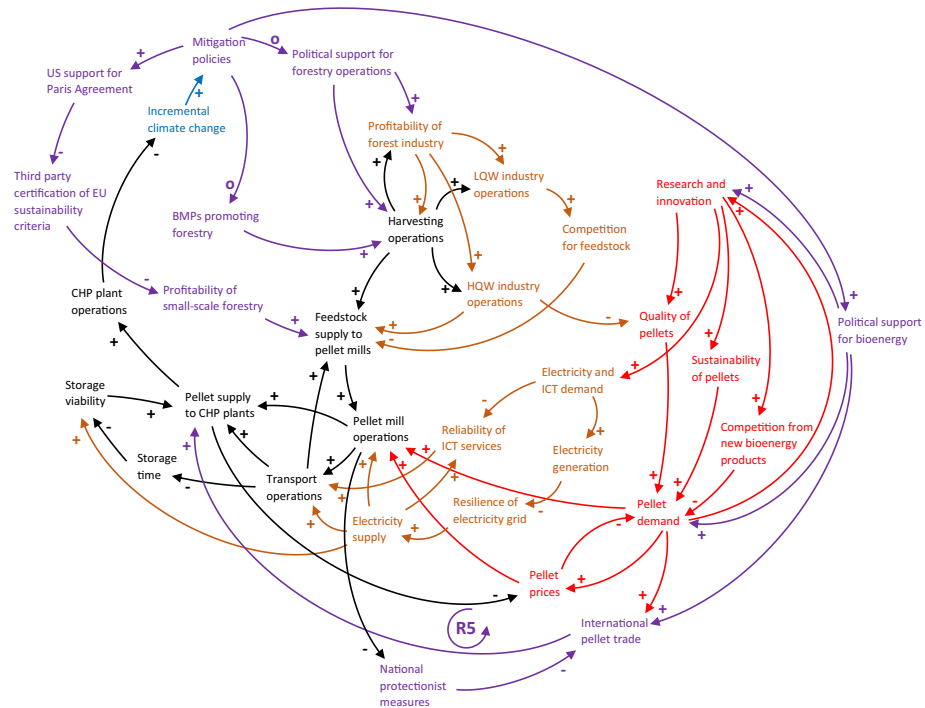 Mitigation
policies
+
o
Political support for
forestry operations
US support for
Paris Agreement
+
Incremental
climate change
-
+
Profitability of
forest industry
+
+
-
Third party
certification of EU
sustainability
criteria
o
BMPs promoting
forestry
+
+
LQW industry
operations
+
+
+
Harvesting
operations
+
+
Competition
for feedstock
Research and
innovation
+
+
-
CHP plant
operations
Profitability of
small-scale forestry
+
+
+
HQW industry
operations
+
Feedstock
supply to
pellet mills
+
-
-
+
Quality of
pellets
+
+
Political support
for bioenergy
+
Storage
viability
+
Pellet supply
to CHP plants
+
+
+
Electricity and
ICT demand
+
Sustainability
of pellets
+
-
Pellet mill
operations
Reliability of
ICT services
+
Competition from
new bioenergy
products
+
-
+
+
Storage
time
-
+
+
+
+
Electricity
generation
Transport
operations
+
+
Electricity
supply
+
Resilience of
electricity grid
-
+
+
-
Pellet
demand
-
+
Pellet
prices
+
-
+
+
R5
International
pellet trade
-
National
protectionist
measures
-